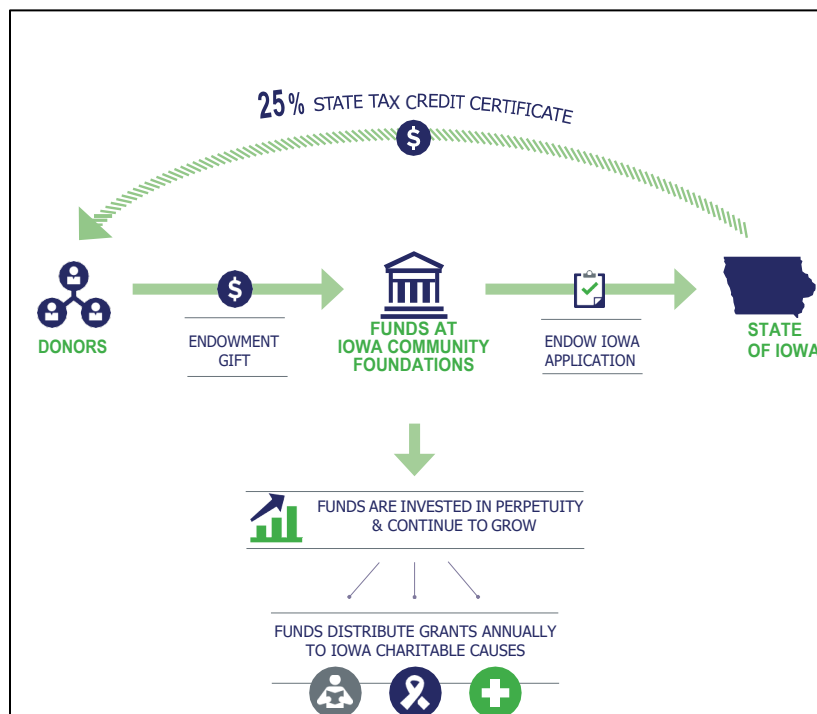 25% STATE TAX CREDIT CERTIFICATE
$
$
DONORS
ENDOWMENT
GIFT
FUNDS AT
IOWA COMMUNITY
FOUNDATIONS
ENDOW IOWA
APPLICATION
STATE
OF IOWA
FUNDS ARE INVESTED IN PERPETUITY
& CONTINUE TO GROW
FUNDS DISTRIBUTE GRANTS ANNUALLY
TO IOWA CHARITABLE CAUSES